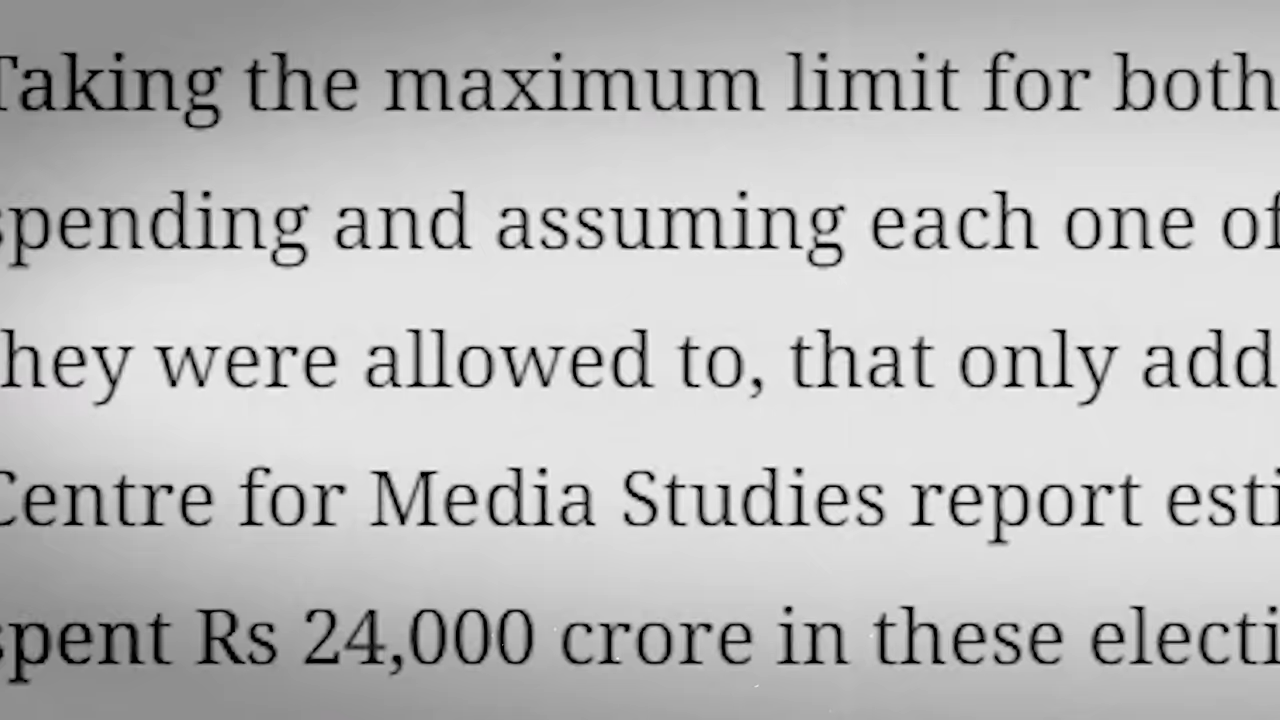 Taking the maximum limit for both
spending and assuming each one of
they were allowed to, that only add
Centre for Media Studies report esti
spent Rs 24,000 crore in these electi